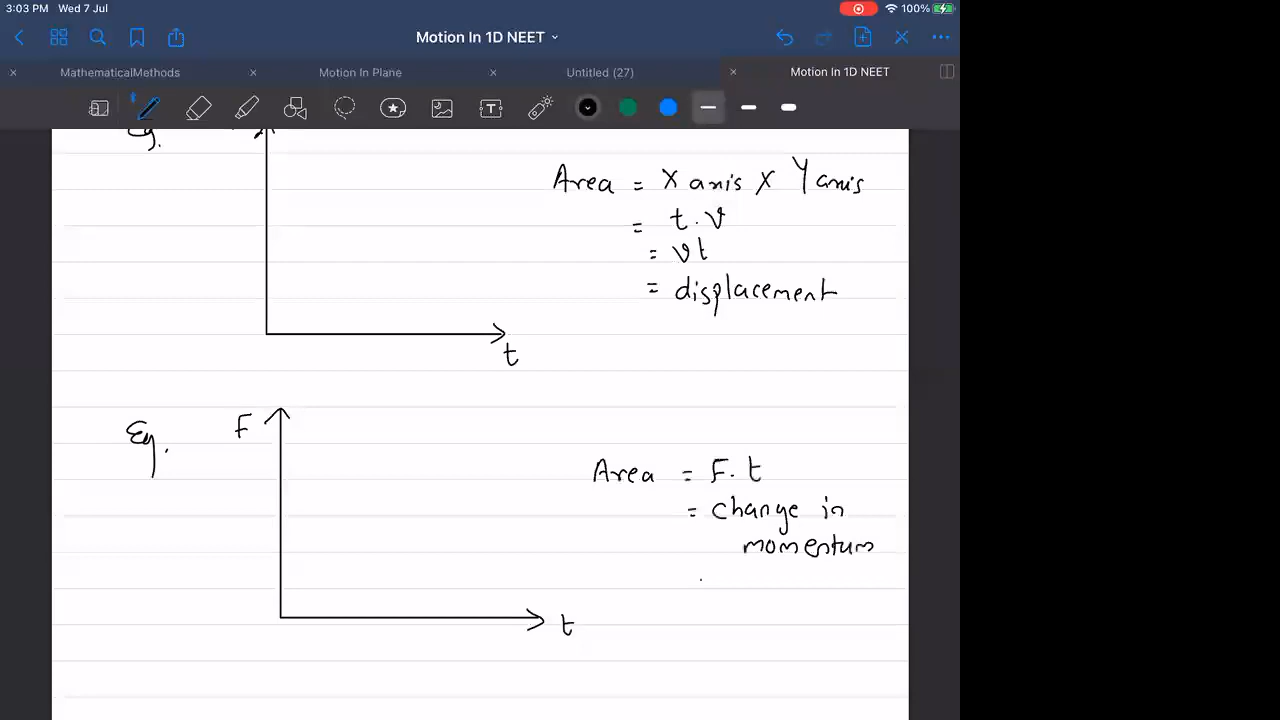 3:03 PM Wed 7 Jul 100%
Motion In 1D NEET
MathematicalMethods Motion In Plane Untitled (27) Motion In 1D NEET
Eg.
Area = X axis X Y axis
= t . v
= vt
= displacement
t
Eg. F
Area = F. t
= change in
momentum
t